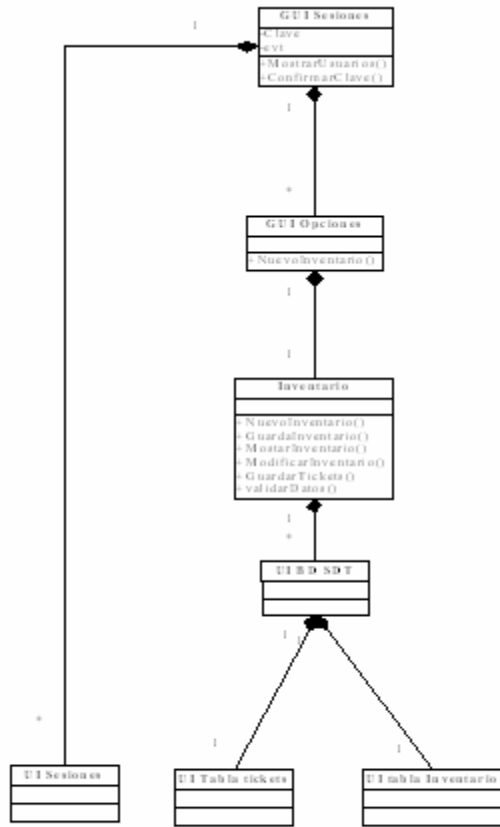 GUI Sesiones
-Clave
-evt
+MostrarUsuarios()
+ConfirmarClave()
1
1
*
GUI Opciones
+NuevoInventario()
1
1
Inventario
+NuevoInventario()
+GuardaInventario()
+MostarInventario()
+ModificarInventario()
+GuardarTickets()
+validarDatos()
1
*
UI BD SDT
1
1
1
1
*
UI Sesiones
UI Tabla tickets
UI tabla Inventario